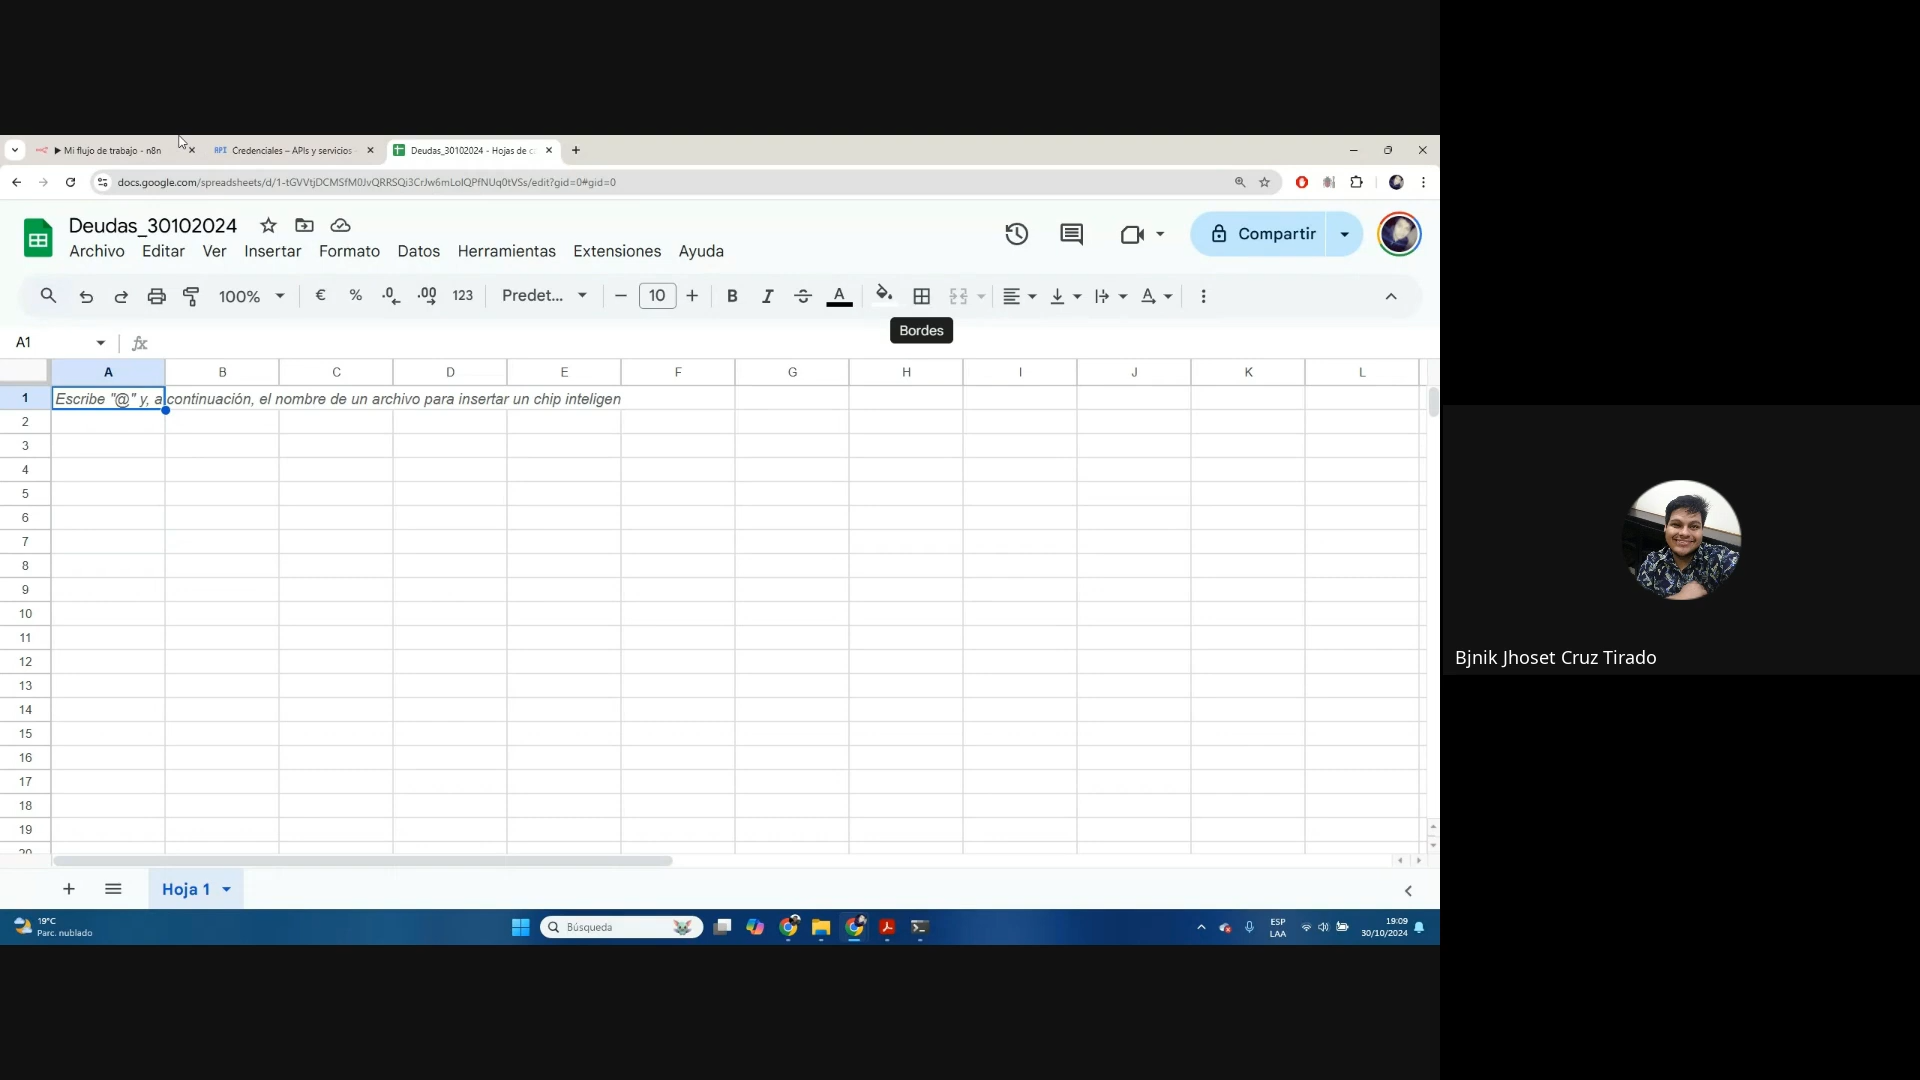 Mi flujo de trabajo - n8n
API Credenciales – APIs y servicios
Deudas_30102024 - Hojas de c
docs.google.com/spreadsheets/d/1-tGVVtjDCMSfM0JvQRRSQi3CrJw6mLoIQPfNUq0tVSs/edit?gid=0#gid=0
Deudas_30102024
Archivo Editar Ver Insertar Formato Datos Herramientas Extensiones Ayuda
Compartir
100% € % .0 .00 123 Predet... 10 B I A
Bordes
A1 fx
A B C D E F G H I J K L
1 Escribe "@" y, a continuación, el nombre de un archivo para insertar un chip inteligen
2
3
4
5
6
7
8
9
10
11
12
13
14
15
16
17
18
19
20
Bjnik Jhoset Cruz Tirado
Hoja 1
19°C
Parc. nublado
Búsqueda
ESP
LAA
19:09
30/10/2024